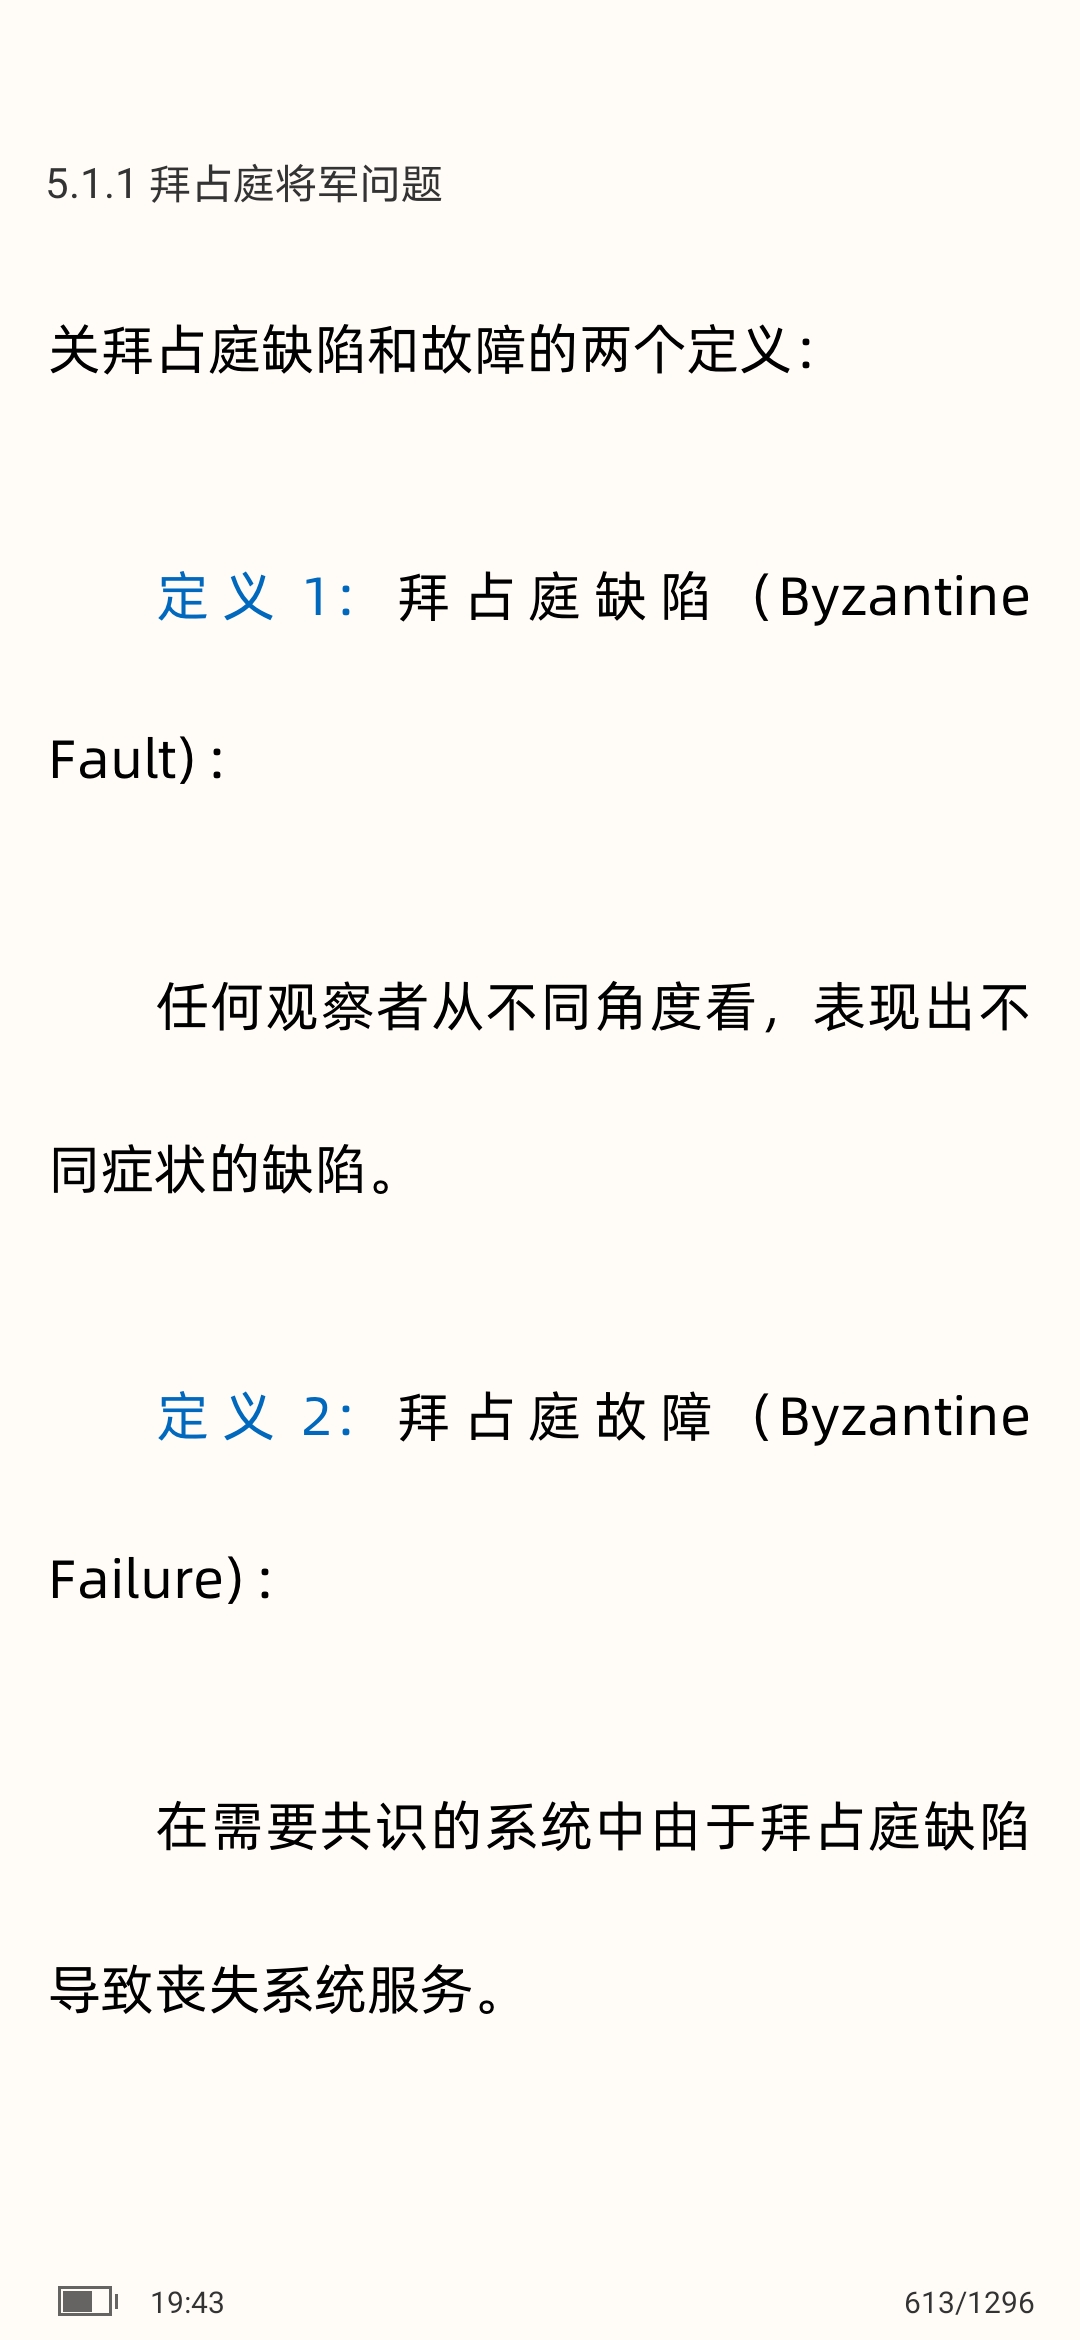 5.1.1 拜占庭将军问题
关拜占庭缺陷和故障的两个定义：
定义 1：拜占庭缺陷（Byzantine
Fault）：
任何观察者从不同角度看，表现出不
同症状的缺陷。
定义 2：拜占庭故障（Byzantine
Failure）：
在需要共识的系统中由于拜占庭缺陷
导致丧失系统服务。
19:43
613/1296